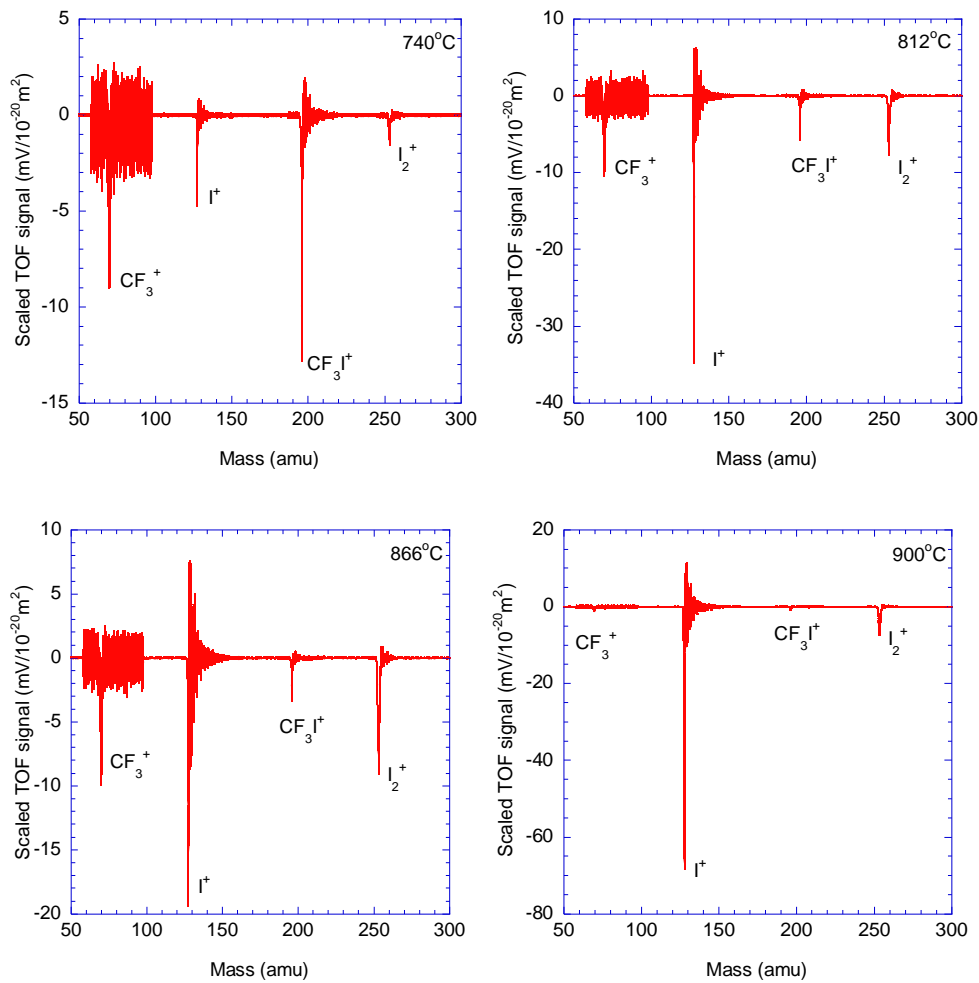 740°C
Scaled TOF signal (mV/10⁻²⁰m²)
5
0
-5
-10
-15
CF₃⁺
I⁺
CF₃I⁺
I₂⁺
50 100 150 200 250 300
Mass (amu)
812°C
Scaled TOF signal (mV/10⁻²⁰m²)
10
0
-10
-20
-30
-40
CF₃⁺
I⁺
CF₃I⁺
I₂⁺
50 100 150 200 250 300
Mass (amu)
866°C
Scaled TOF signal (mV/10⁻²⁰m²)
10
5
0
-5
-10
-15
-20
CF₃⁺
I⁺
CF₃I⁺
I₂⁺
50 100 150 200 250 300
Mass (amu)
900°C
Scaled TOF signal (mV/10⁻²⁰m²)
20
0
-20
-40
-60
-80
CF₃⁺
I⁺
CF₃I⁺
I₂⁺
50 100 150 200 250 300
Mass (amu)